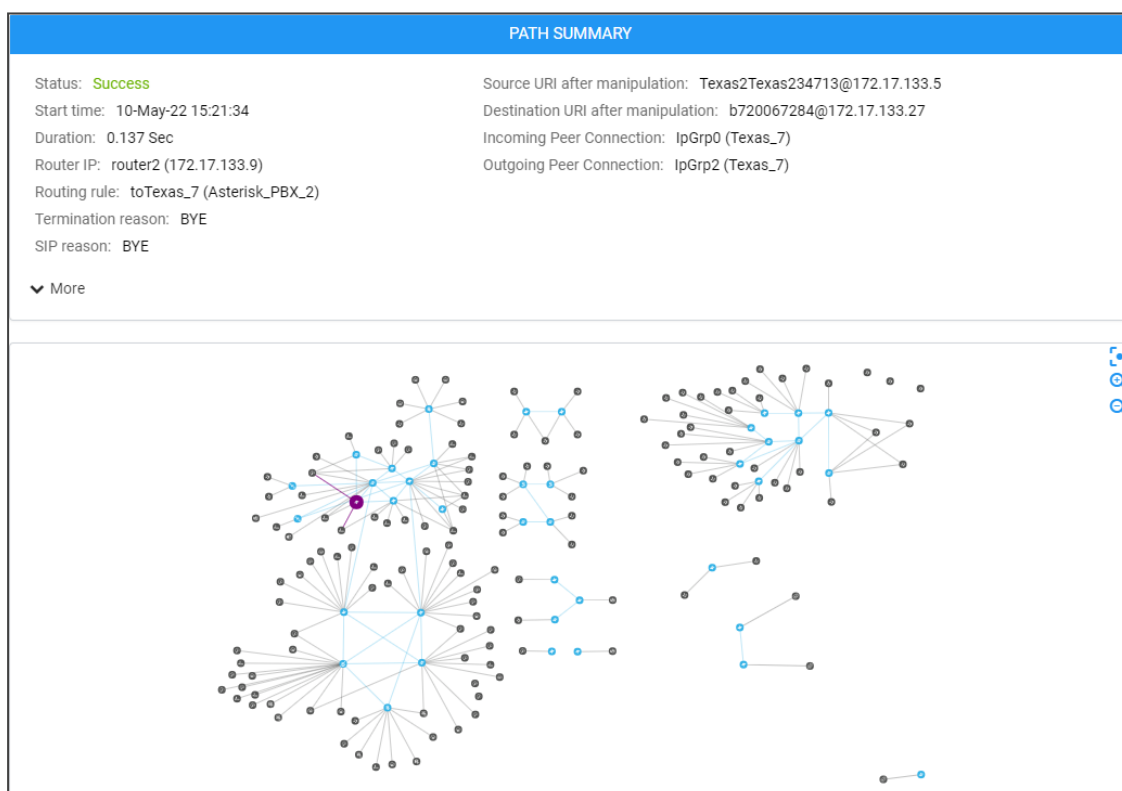 PATH SUMMARY
Status: Success
Start time: 10-May-22 15:21:34
Duration: 0.137 Sec
Router IP: router2 (172.17.133.9)
Routing rule: toTexas_7 (Asterisk_PBX_2)
Termination reason: BYE
SIP reason: BYE
Source URI after manipulation: Texas2Texas234713@172.17.133.5
Destination URI after manipulation: b720067284@172.17.133.27
Incoming Peer Connection: IpGrp0 (Texas_7)
Outgoing Peer Connection: IpGrp2 (Texas_7)
More